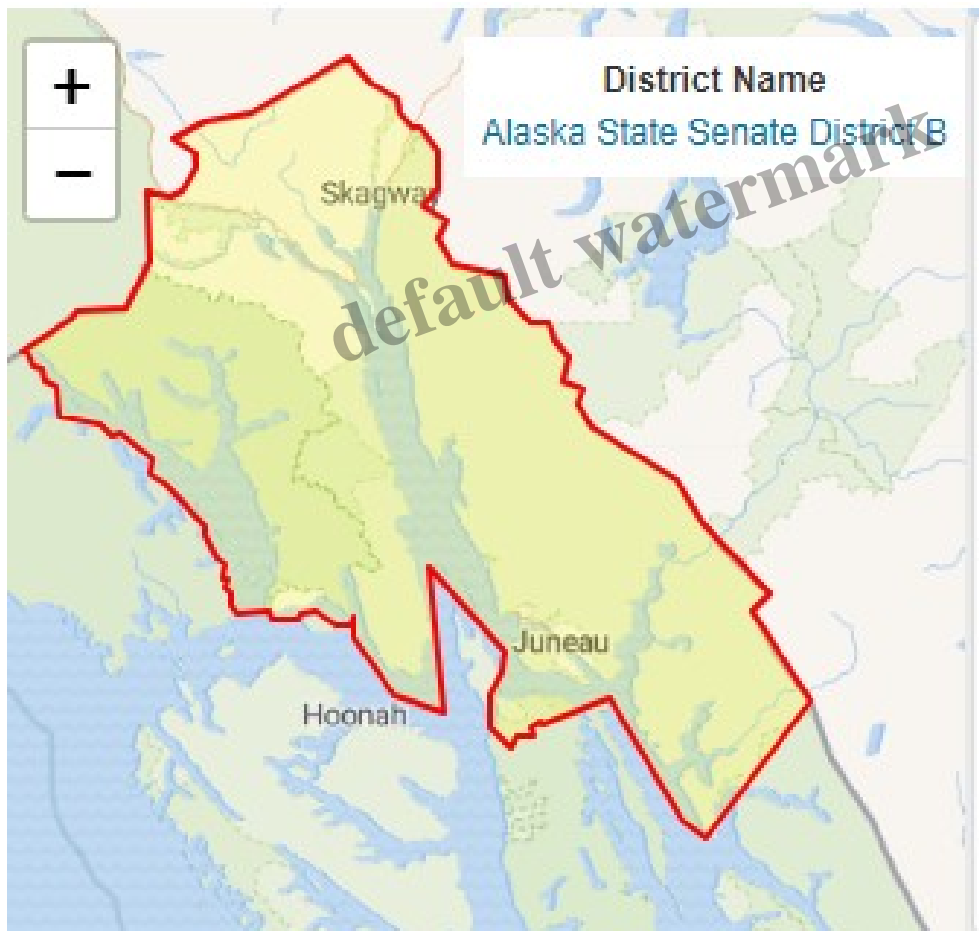 +
−
District Name
Alaska State Senate District B
default watermark
Skagway
Juneau
Hoonah